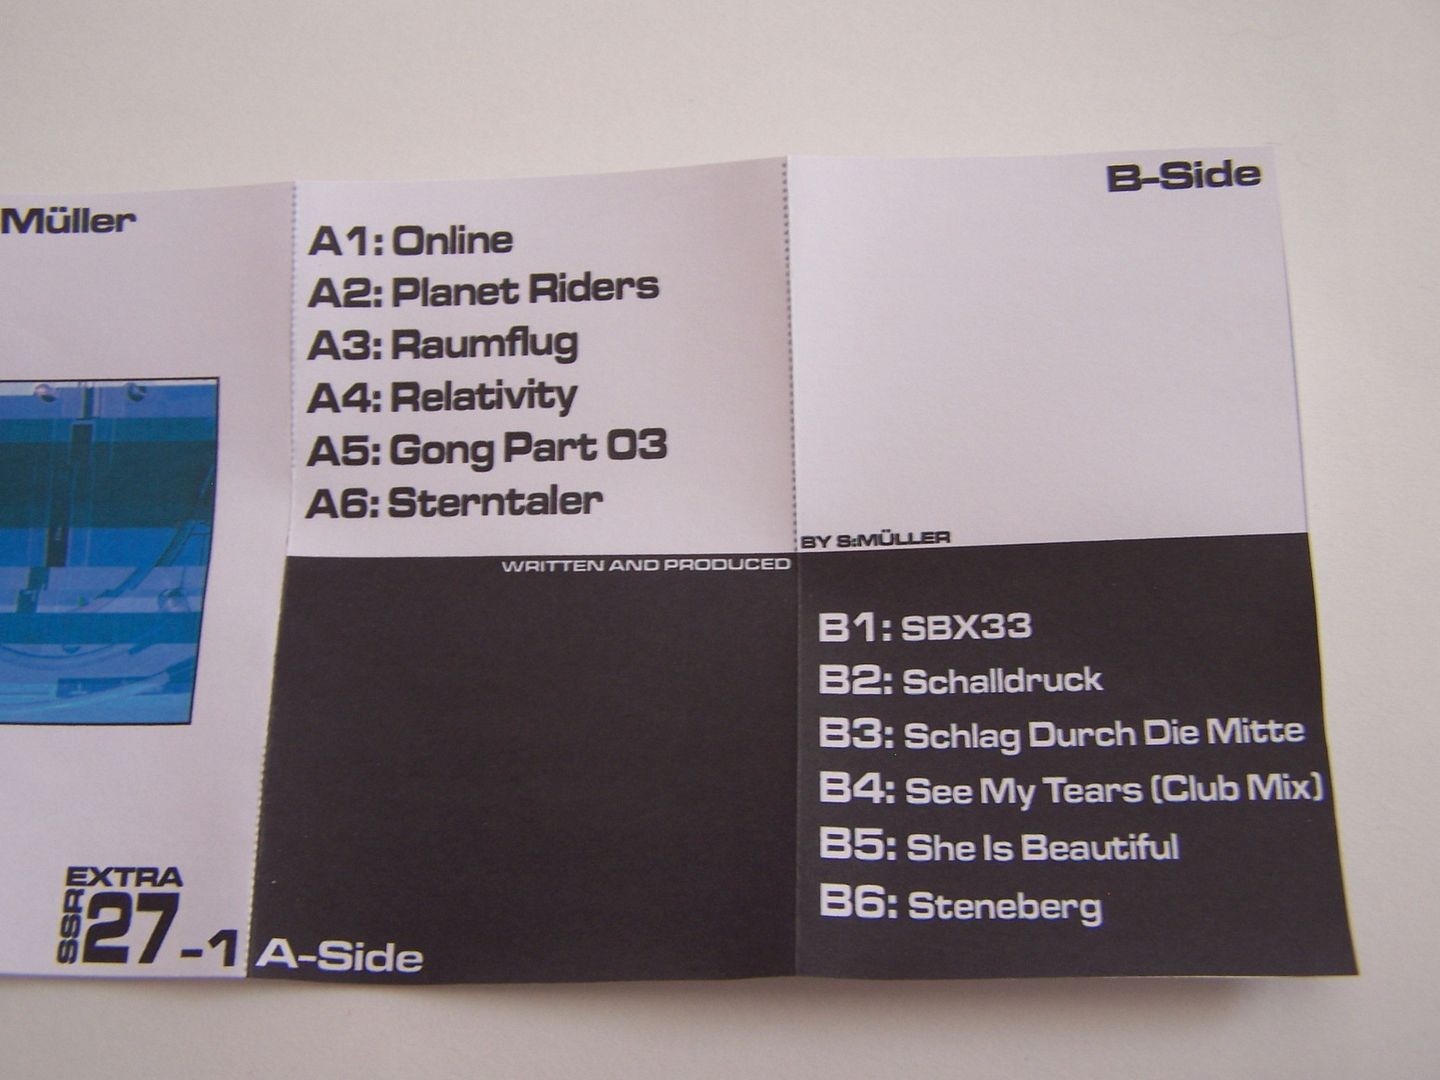 Müller
EXTRA
SSR
27-1
A1: Online
A2: Planet Riders
A3: Raumflug
A4: Relativity
A5: Gong Part 03
A6: Sterntaler
WRITTEN AND PRODUCED
A-Side
B-Side
BY S:MÜLLER
B1: SBX33
B2: Schalldruck
B3: Schlag Durch Die Mitte
B4: See My Tears (Club Mix)
B5: She Is Beautiful
B6: Steneberg